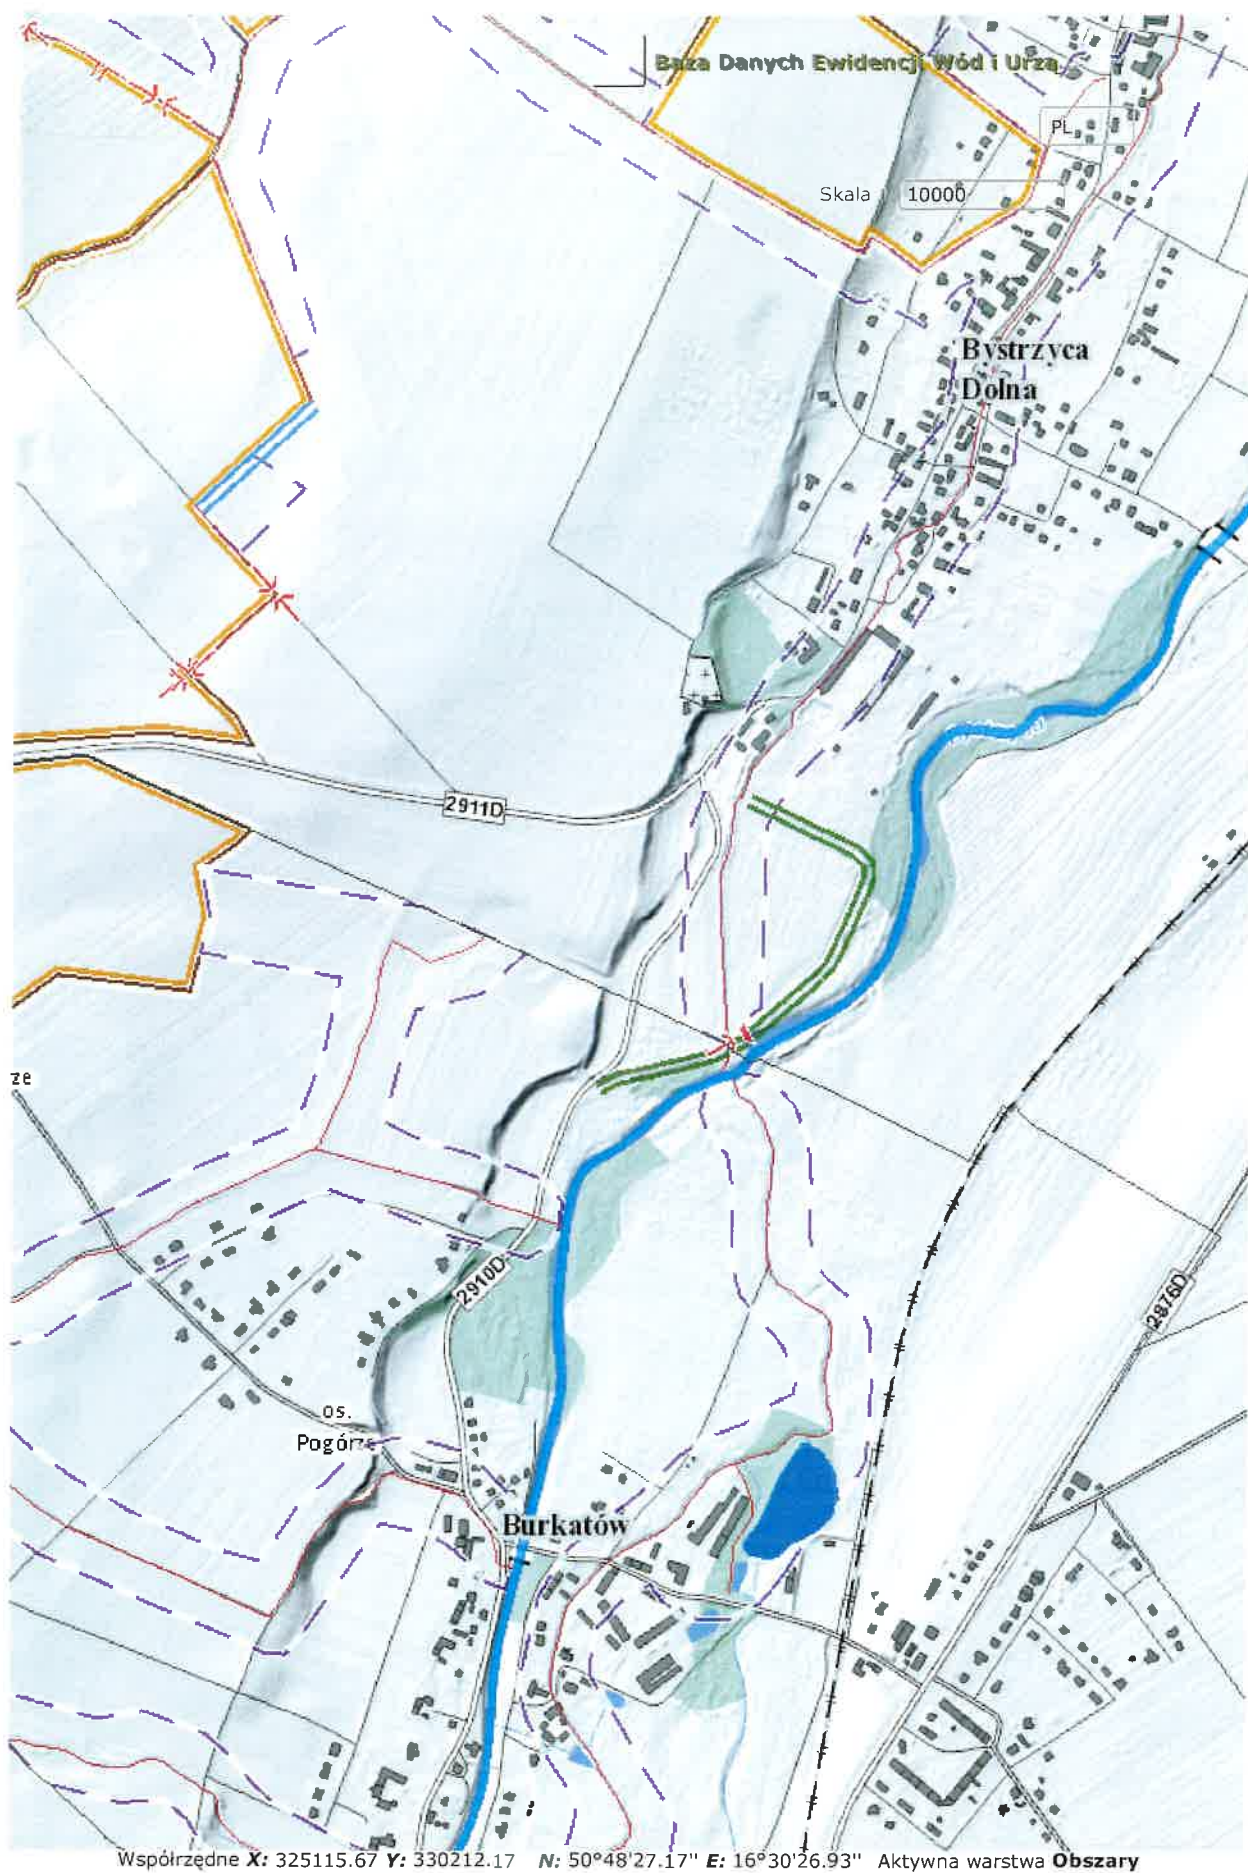 Baza Danych Ewidencji Wód i Urzą
PL
Skala 10000
Bystrzyca
Dolna
2911D
ze
2910D
2876D
os.
Pogórze
Burkatów
Współrzędne X: 325115.67 Y: 330212.17 N: 50°48'27.17" E: 16°30'26.93" Aktywna warstwa Obszary